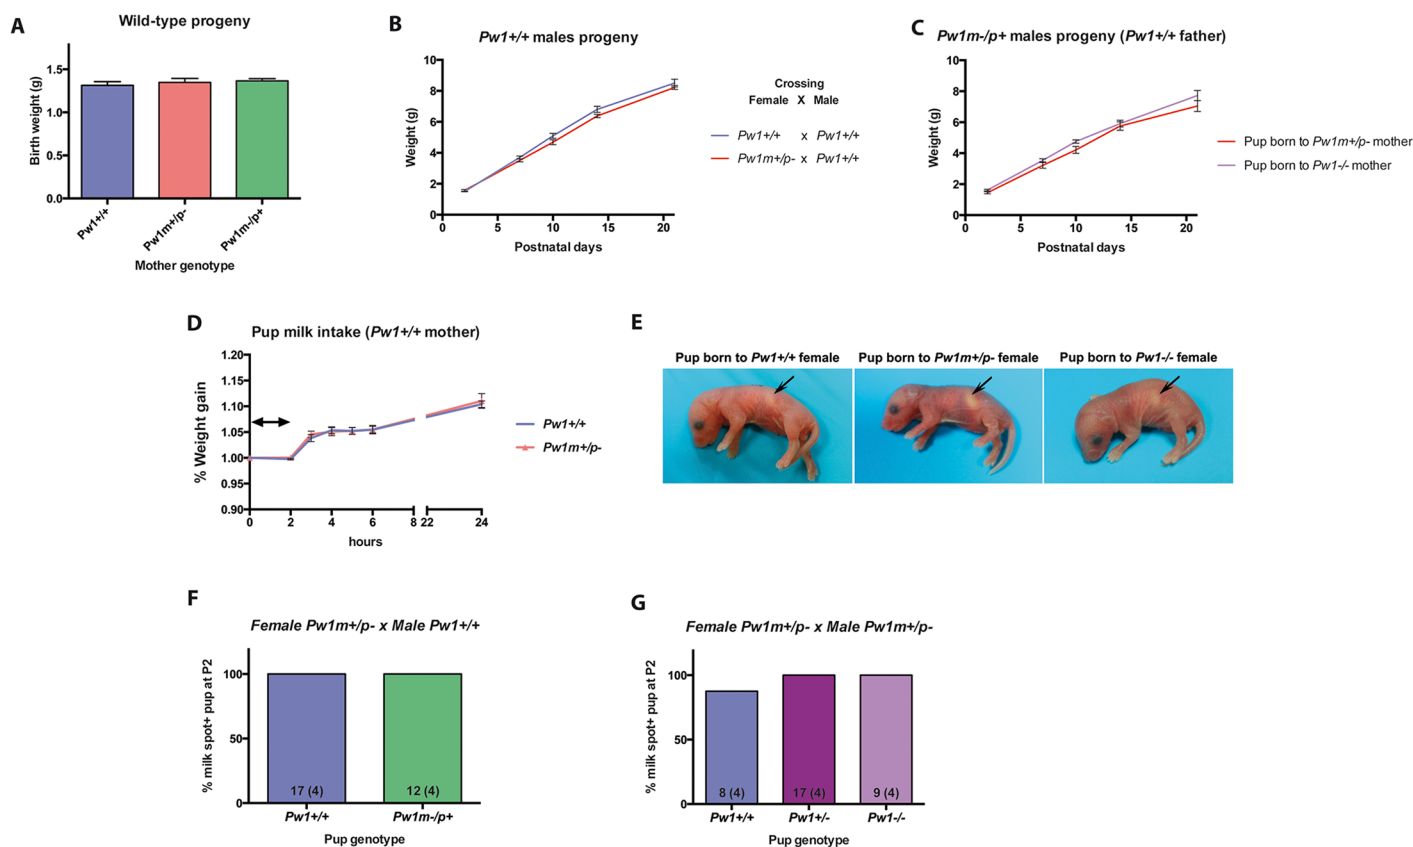 A
Wild-type progeny
Birth weight (g)
1.5
1.0
0.5
0.0
Pw1+/+
Pw1m+/p-
Pw1m-/p+
Mother genotype
B
Pw1+/+ males progeny
Weight (g)
10
8
6
4
2
0
0 5 10 15 20
Postnatal days
Crossing
Female X Male
Pw1+/+ x Pw1+/+
Pw1m+/p- x Pw1+/+
C
Pw1m-/p+ males progeny (Pw1+/+ father)
Weight (g)
10
8
6
4
2
0
0 5 10 15 20
Postnatal days
Pup born to Pw1m+/p- mother
Pup born to Pw1-/- mother
D
Pup milk intake (Pw1+/+ mother)
% Weight gain
1.20
1.15
1.10
1.05
1.00
0.95
0.90
0 2 4 6 8 22 24
hours
Pw1+/+
Pw1m+/p-
E
Pup born to Pw1+/+ female
Pup born to Pw1m+/p- female
Pup born to Pw1-/- female
F
Female Pw1m+/p- x Male Pw1+/+
% milk spot+ pup at P2
100
50
0
17 (4)
12 (4)
Pw1+/+
Pw1m-/p+
Pup genotype
G
Female Pw1m+/p- x Male Pw1m+/p-
% milk spot+ pup at P2
100
50
0
8 (4)
17 (4)
9 (4)
Pw1+/+
Pw1+/-
Pw1-/-
Pup genotype